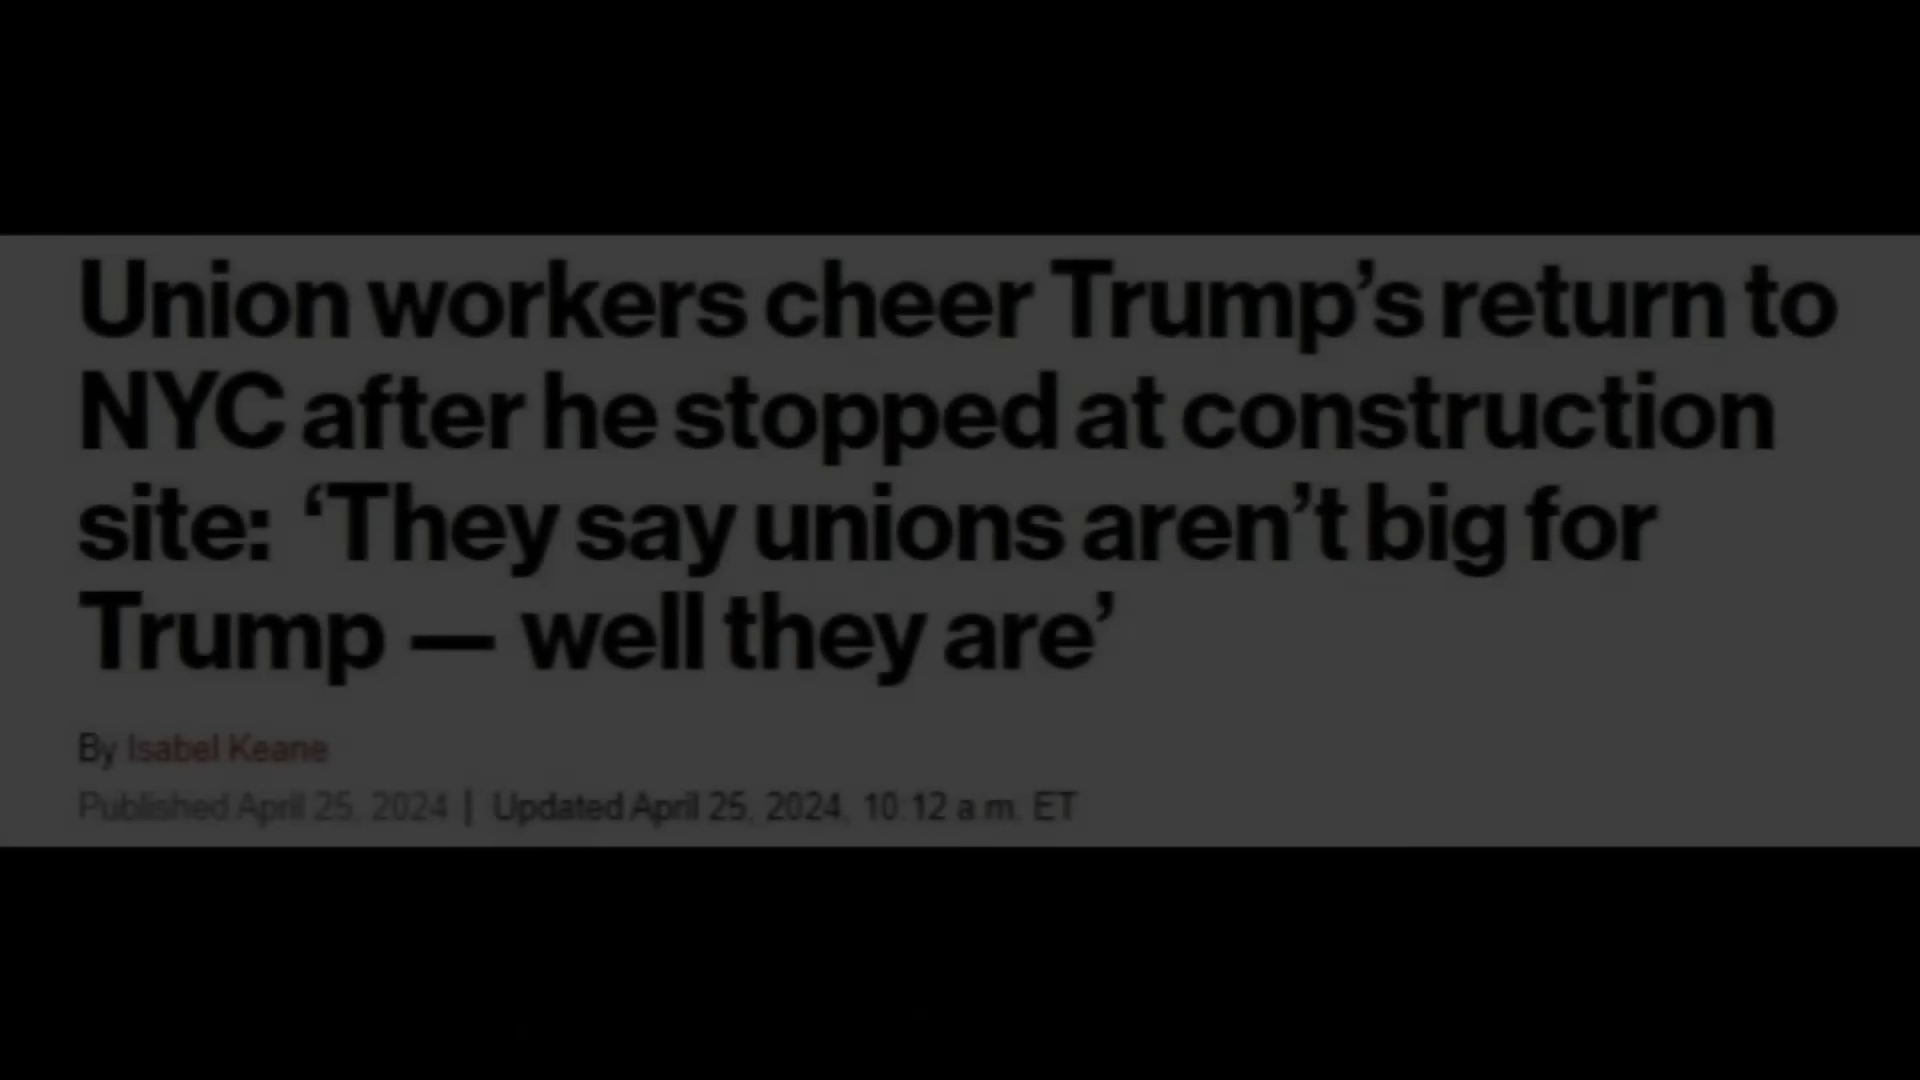 Union workers cheer Trump’s return to
NYC after he stopped at construction
site: ‘They say unions aren’t big for
Trump — well they are’
By Isabel Keane
Published April 25, 2024 | Updated April 25, 2024, 10:12 a.m. ET